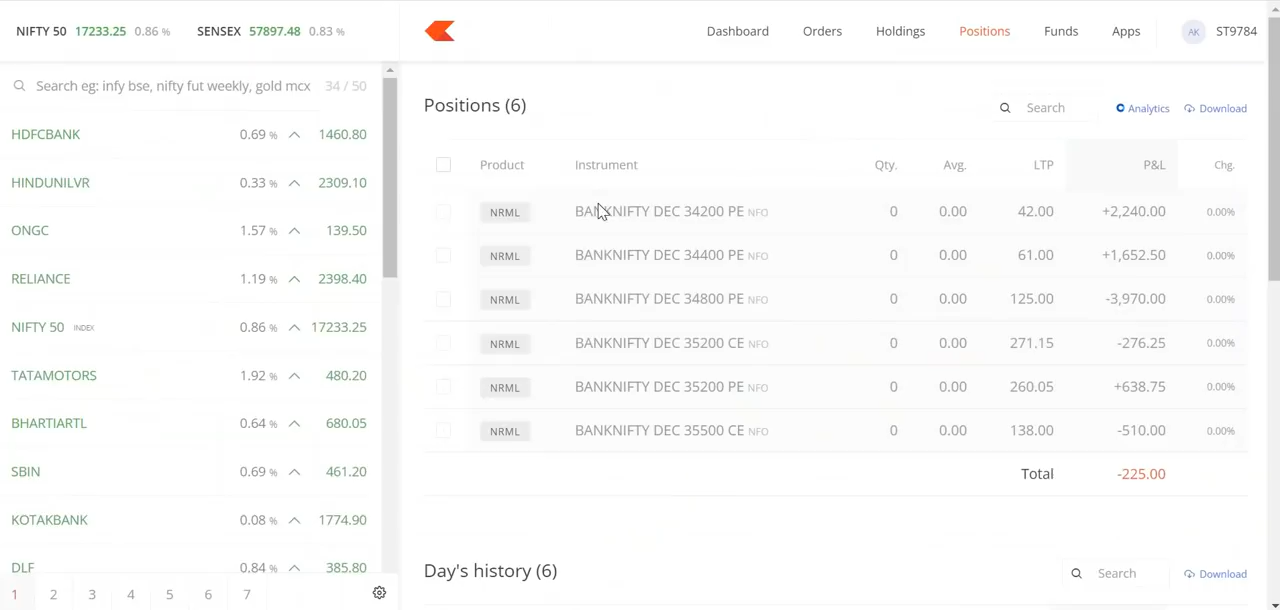 NIFTY 50 17233.25 0.86 % SENSEX 57897.48 0.83 %
Dashboard Orders Holdings Positions Funds Apps AK ST9784
Search eg: infy bse, nifty fut weekly, gold mcx 34 / 50
HDFCBANK 0.69 % 1460.80
HINDUNILVR 0.33 % 2309.10
ONGC 1.57 % 139.50
RELIANCE 1.19 % 2398.40
NIFTY 50 INDEX 0.86 % 17233.25
TATAMOTORS 1.92 % 480.20
BHARTIARTL 0.64 % 680.05
SBIN 0.69 % 461.20
KOTAKBANK 0.08 % 1774.90
DLF 0.84 % 385.80
1 2 3 4 5 6 7
Positions (6) Search Analytics Download
Product Instrument Qty. Avg. LTP P&L Chg.
NRML BANKNIFTY DEC 34200 PE NFO 0 0.00 42.00 +2,240.00 0.00%
NRML BANKNIFTY DEC 34400 PE NFO 0 0.00 61.00 +1,652.50 0.00%
NRML BANKNIFTY DEC 34800 PE NFO 0 0.00 125.00 -3,970.00 0.00%
NRML BANKNIFTY DEC 35200 CE NFO 0 0.00 271.15 -276.25 0.00%
NRML BANKNIFTY DEC 35200 PE NFO 0 0.00 260.05 +638.75 0.00%
NRML BANKNIFTY DEC 35500 CE NFO 0 0.00 138.00 -510.00 0.00%
Total -225.00
Day's history (6) Search Download